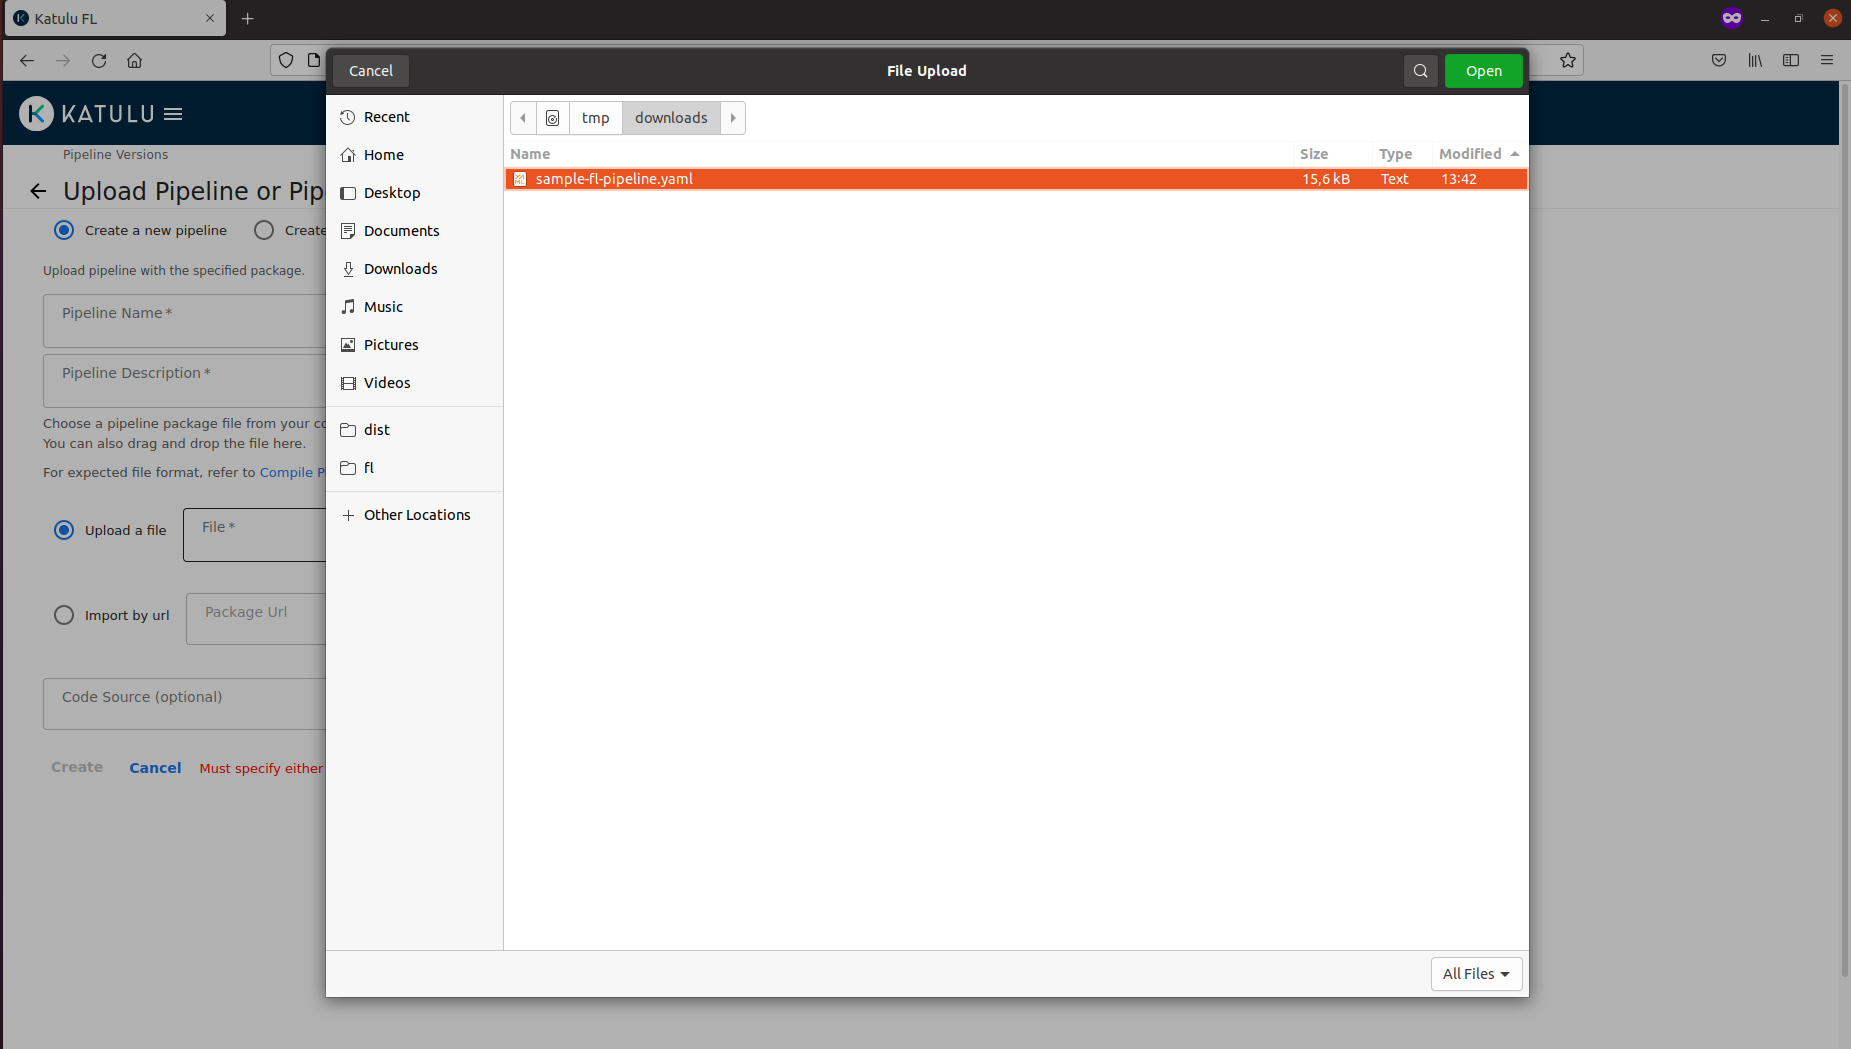 Katulu FL
Cancel
File Upload
Open
KATULU
Pipeline Versions
Upload Pipeline or Pip
Create a new pipeline
Create
Upload pipeline with the specified package.
Pipeline Name *
Pipeline Description *
Choose a pipeline package file from your co
You can also drag and drop the file here.
For expected file format, refer to Compile P
Upload a file
File *
Import by url
Package Url
Code Source (optional)
Create
Cancel
Must specify either
Recent
Home
Desktop
Documents
Downloads
Music
Pictures
Videos
dist
fl
Other Locations
tmp
downloads
Name Size Type Modified
sample-fl-pipeline.yaml 15,6 kB Text 13:42
All Files